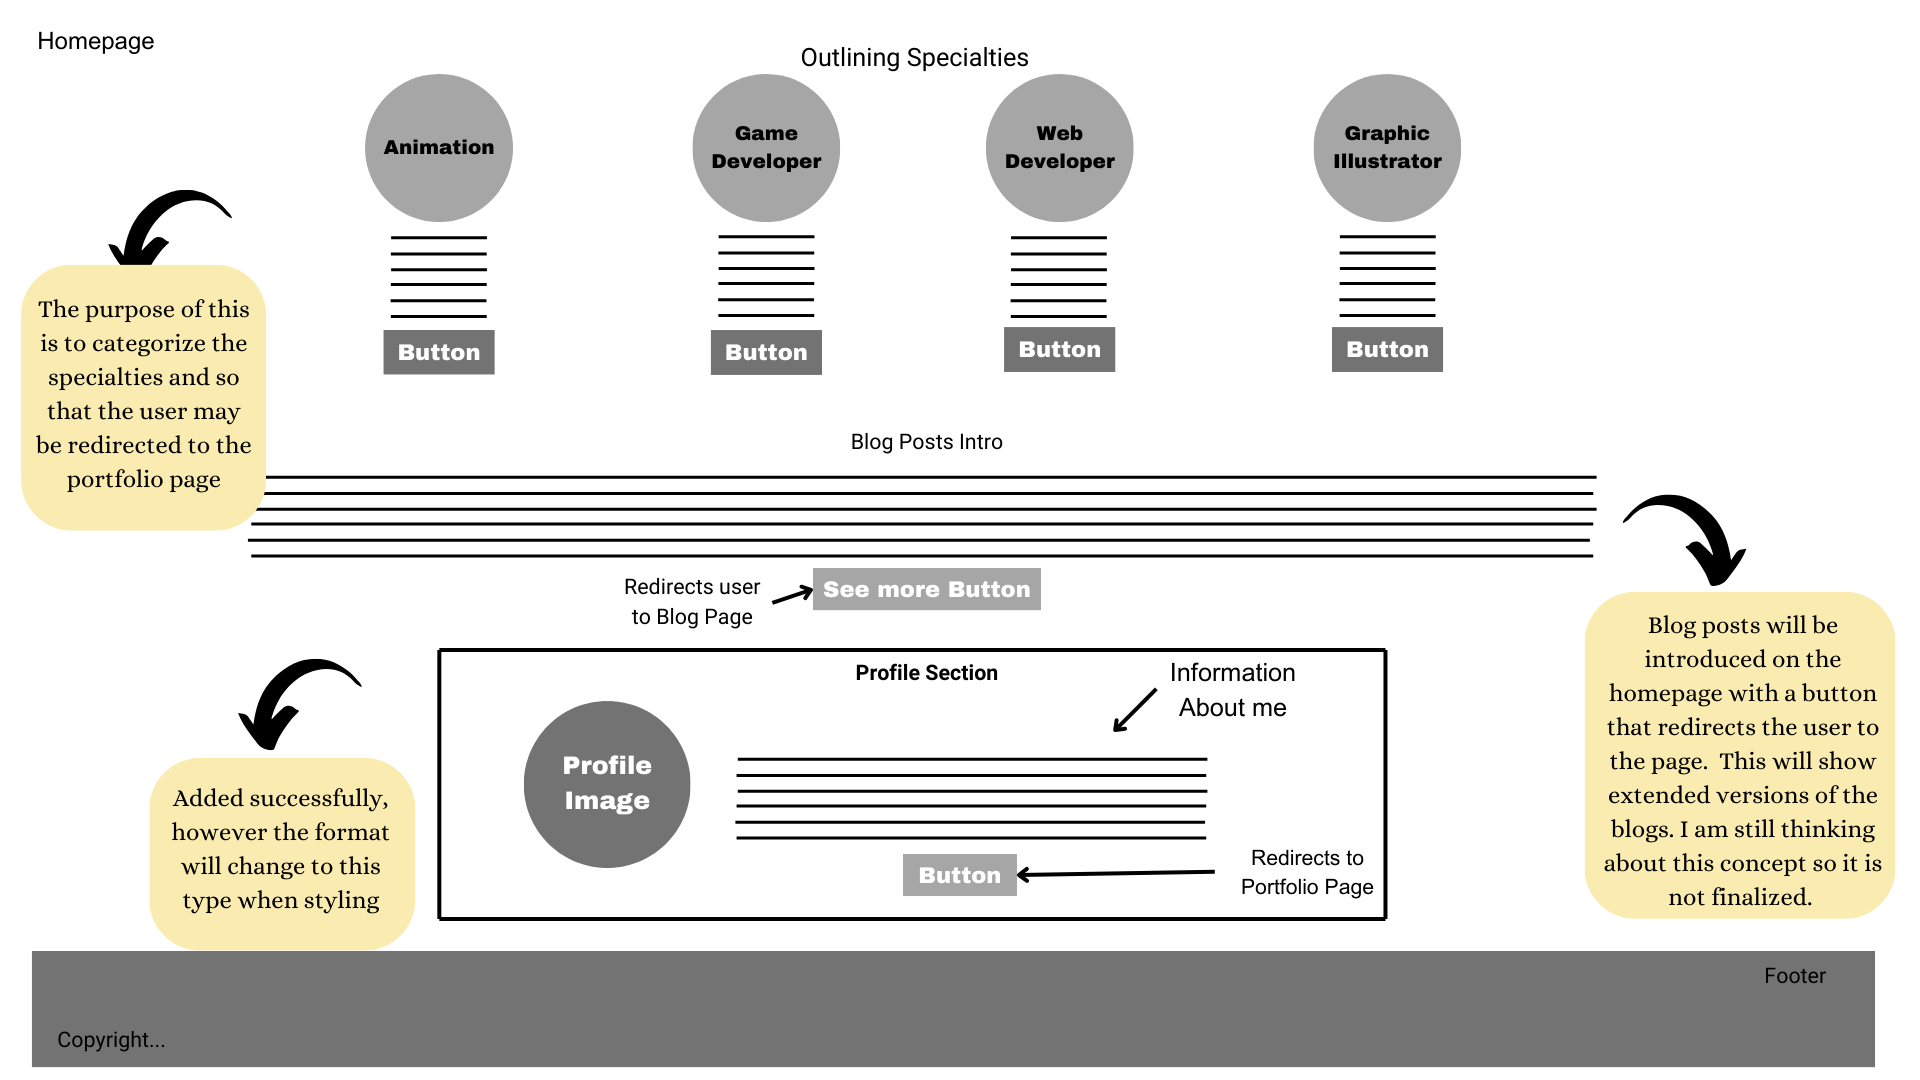 Homepage
Outlining Specialties
Animation
Game
Developer
Web
Developer
Graphic
Illustrator
Button
Button
Button
Button
The purpose of this
is to categorize the
specialties and so
that the user may
be redirected to the
portfolio page
Blog Posts Intro
Redirects user
to Blog Page
See more Button
Blog posts will be
introduced on the
homepage with a button
that redirects the user to
the page.  This will show
extended versions of the
blogs. I am still thinking
about this concept so it is
not finalized.
Profile Section
Information
About me
Profile
Image
Button
Redirects to
Portfolio Page
Added successfully,
however the format
will change to this
type when styling
Footer
Copyright...